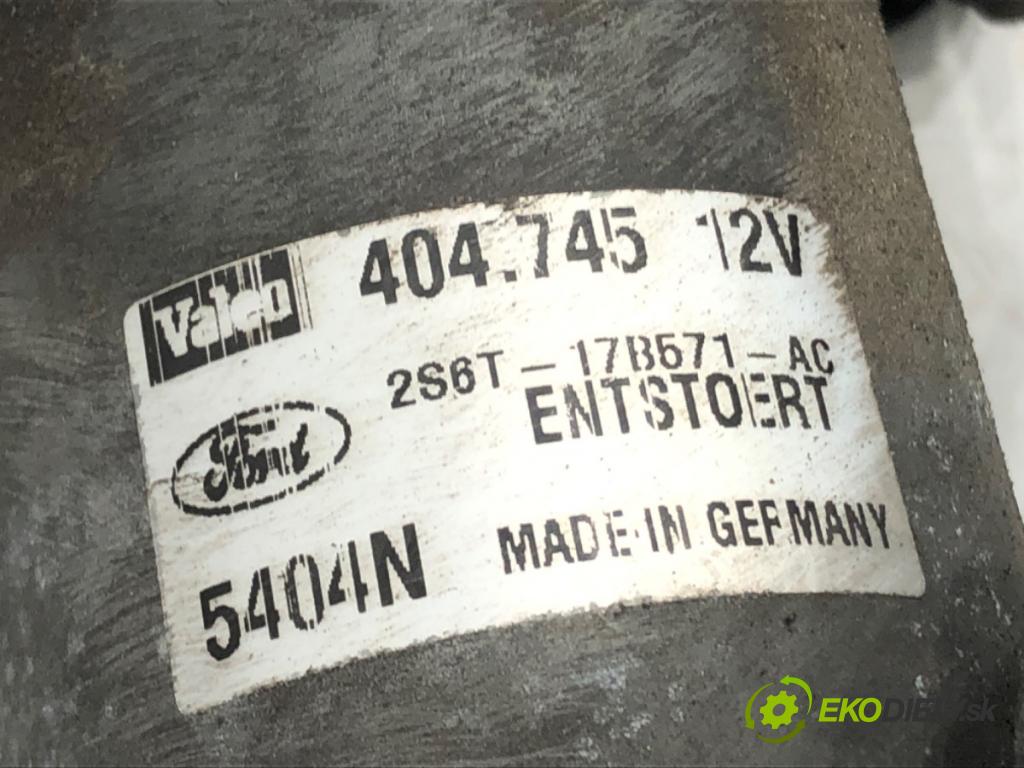 Valeo 404.745 12V
2S6T-17B571-AC
ENTSTOERT
Ford
5404N MADE·IN GERMANY
EKODIELY.sk